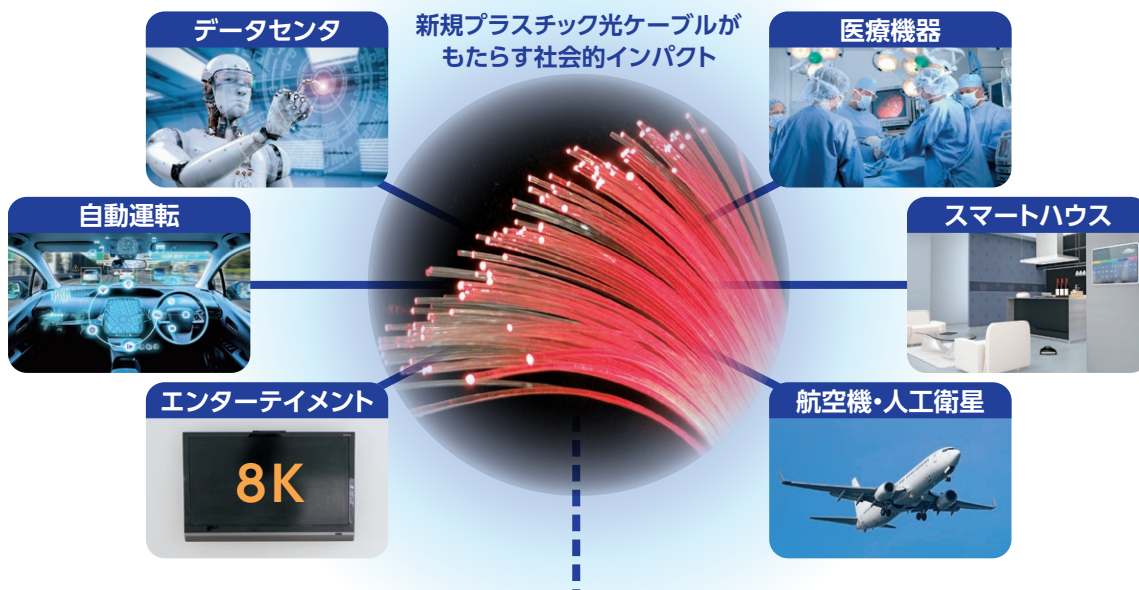 新規プラスチック光ケーブルが
もたらす社会的インパクト
データセンタ
医療機器
自動運転
スマートハウス
エンターテイメント
8K
航空機・人工衛星